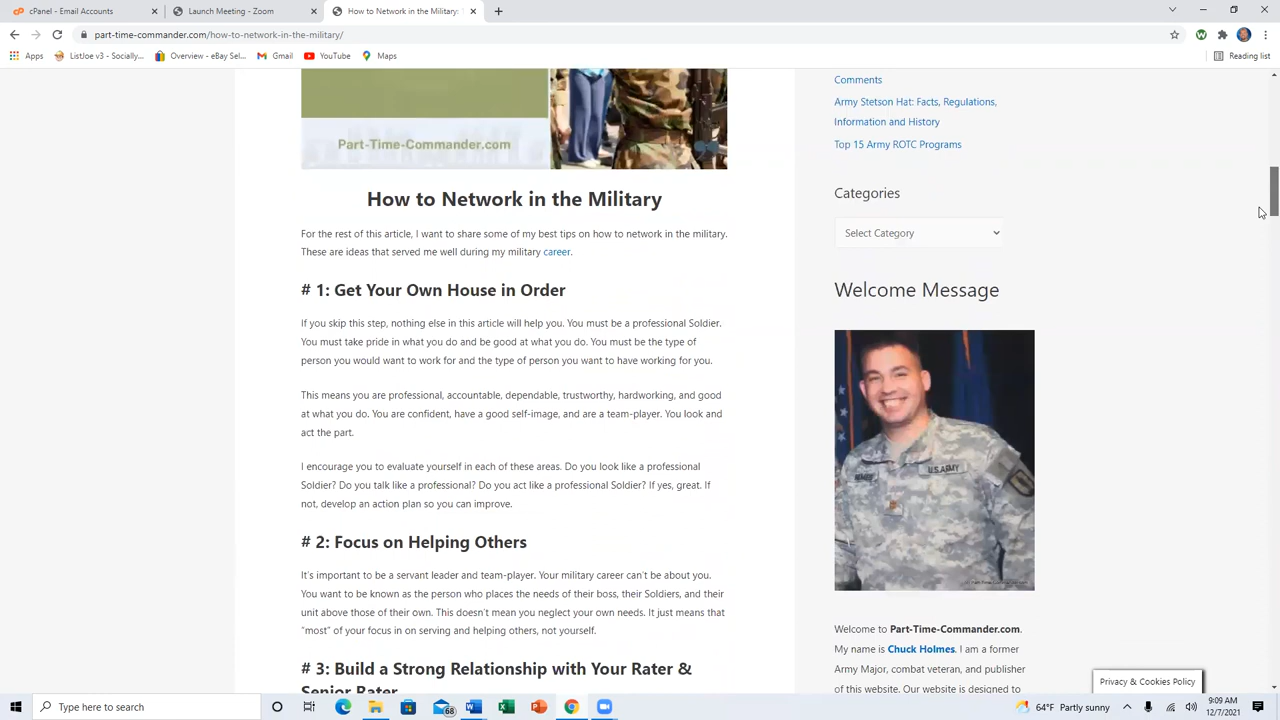 cPanel - Email Accounts
Launch Meeting - Zoom
How to Network in the Military:
part-time-commander.com/how-to-network-in-the-military/
Apps
ListJoe v3 - Socially...
Overview - eBay Sel...
Gmail
YouTube
Maps
Reading list
Part-Time-Commander.com
How to Network in the Military
For the rest of this article, I want to share some of my best tips on how to network in the military.
These are ideas that served me well during my military career.
# 1: Get Your Own House in Order
If you skip this step, nothing else in this article will help you. You must be a professional Soldier.
You must take pride in what you do and be good at what you do. You must be the type of
person you would want to work for and the type of person you want to have working for you.
This means you are professional, accountable, dependable, trustworthy, hardworking, and good
at what you do. You are confident, have a good self-image, and are a team-player. You look and
act the part.
I encourage you to evaluate yourself in each of these areas. Do you look like a professional
Soldier? Do you talk like a professional? Do you act like a professional Soldier? If yes, great. If
not, develop an action plan so you can improve.
# 2: Focus on Helping Others
It's important to be a servant leader and team-player. Your military career can't be about you.
You want to be known as the person who places the needs of their boss, their Soldiers, and their
unit above those of their own. This doesn't mean you neglect your own needs. It just means that
"most" of your focus in on serving and helping others, not yourself.
# 3: Build a Strong Relationship with Your Rater &
Senior Rater
Comments
Army Stetson Hat: Facts, Regulations,
Information and History
Top 15 Army ROTC Programs
Categories
Select Category
Welcome Message
U.S. ARMY
Welcome to Part-Time-Commander.com.
My name is Chuck Holmes. I am a former
Army Major, combat veteran, and publisher
of this website. Our website is designed to
Privacy & Cookies Policy
Type here to search
68
64°F Partly sunny
9:09 AM
12/7/2021